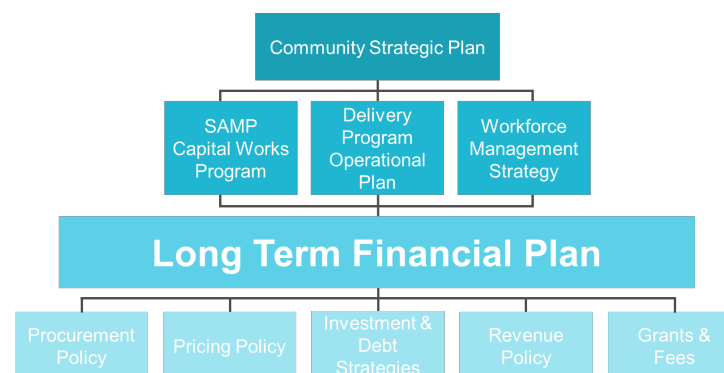 Community Strategic Plan
SAMP
Capital Works
Program
Delivery
Program
Operational
Plan
Workforce
Management
Strategy
Long Term Financial Plan
Procurement
Policy
Pricing Policy
Investment &
Debt
Strategies
Revenue
Policy
Grants &
Fees